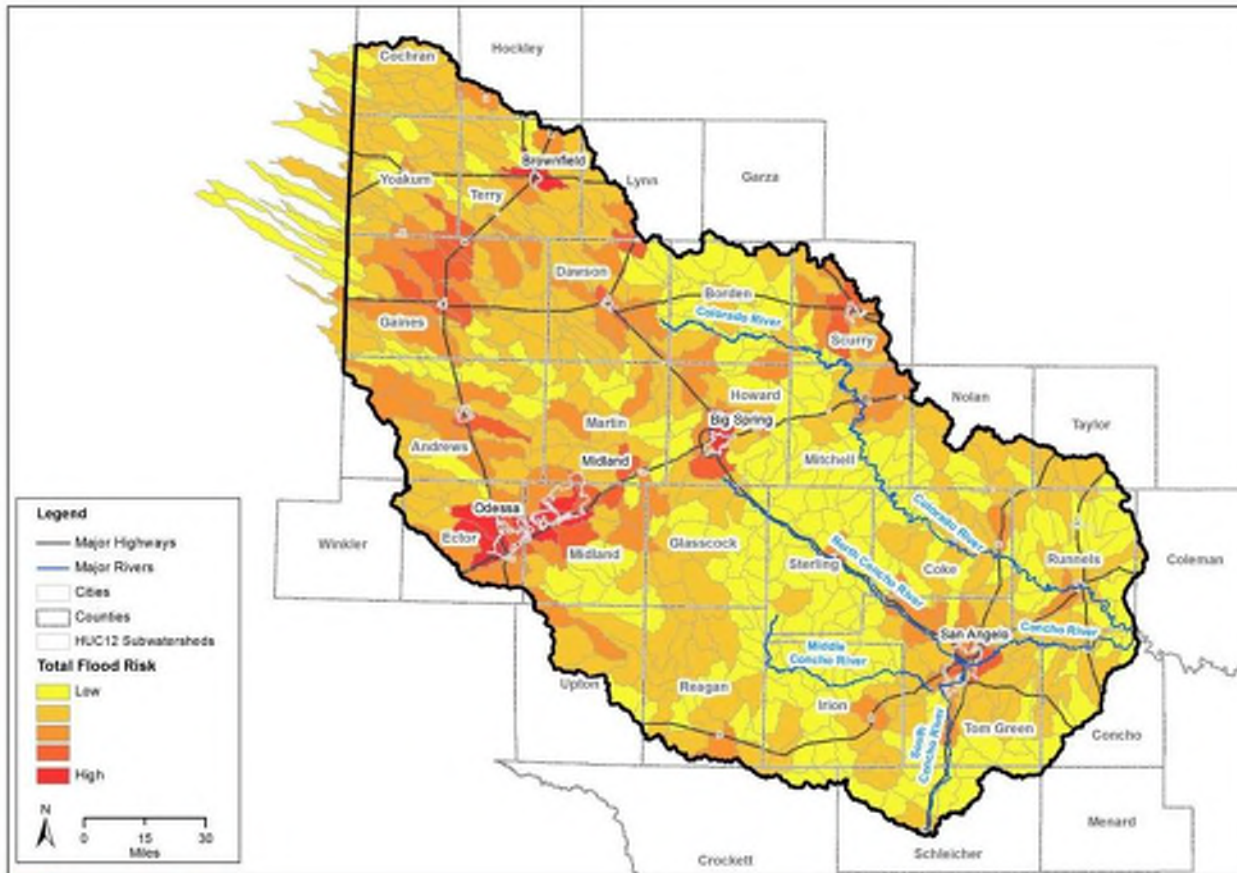 Cochran
Hockley
Brownfield
Yoakum
Terry
Lynn
Garza
Dawson
Borden
Colorado River
Gaines
Scurry
Howard
Nolan
Big Spring
Martin
Taylor
Andrews
Midland
Mitchell
Odessa
Colorado River
Winkler
Ector
Midland
Glasscock
North Concho River
Sterling
Coke
Runnels
Coleman
San Angelo
Concho River
Middle
Concho River
Upton
Reagan
Irion
South
Concho River
Tom Green
Concho
Menard
Crockett
Schleicher
Legend
Major Highways
Major Rivers
Cities
Counties
HUC12 Subwatersheds
Total Flood Risk
Low
High
N
0 15 30
Miles